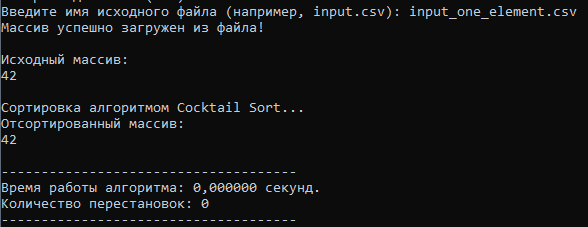 Введите имя исходного файла (например, input.csv): input_one_element.csv
Массив успешно загружен из файла!
Исходный массив:
42
Сортировка алгоритмом Cocktail Sort...
Отсортированный массив:
42
-------------------------------------
Время работы алгоритма: 0,000000 секунд.
Количество перестановок: 0
-------------------------------------